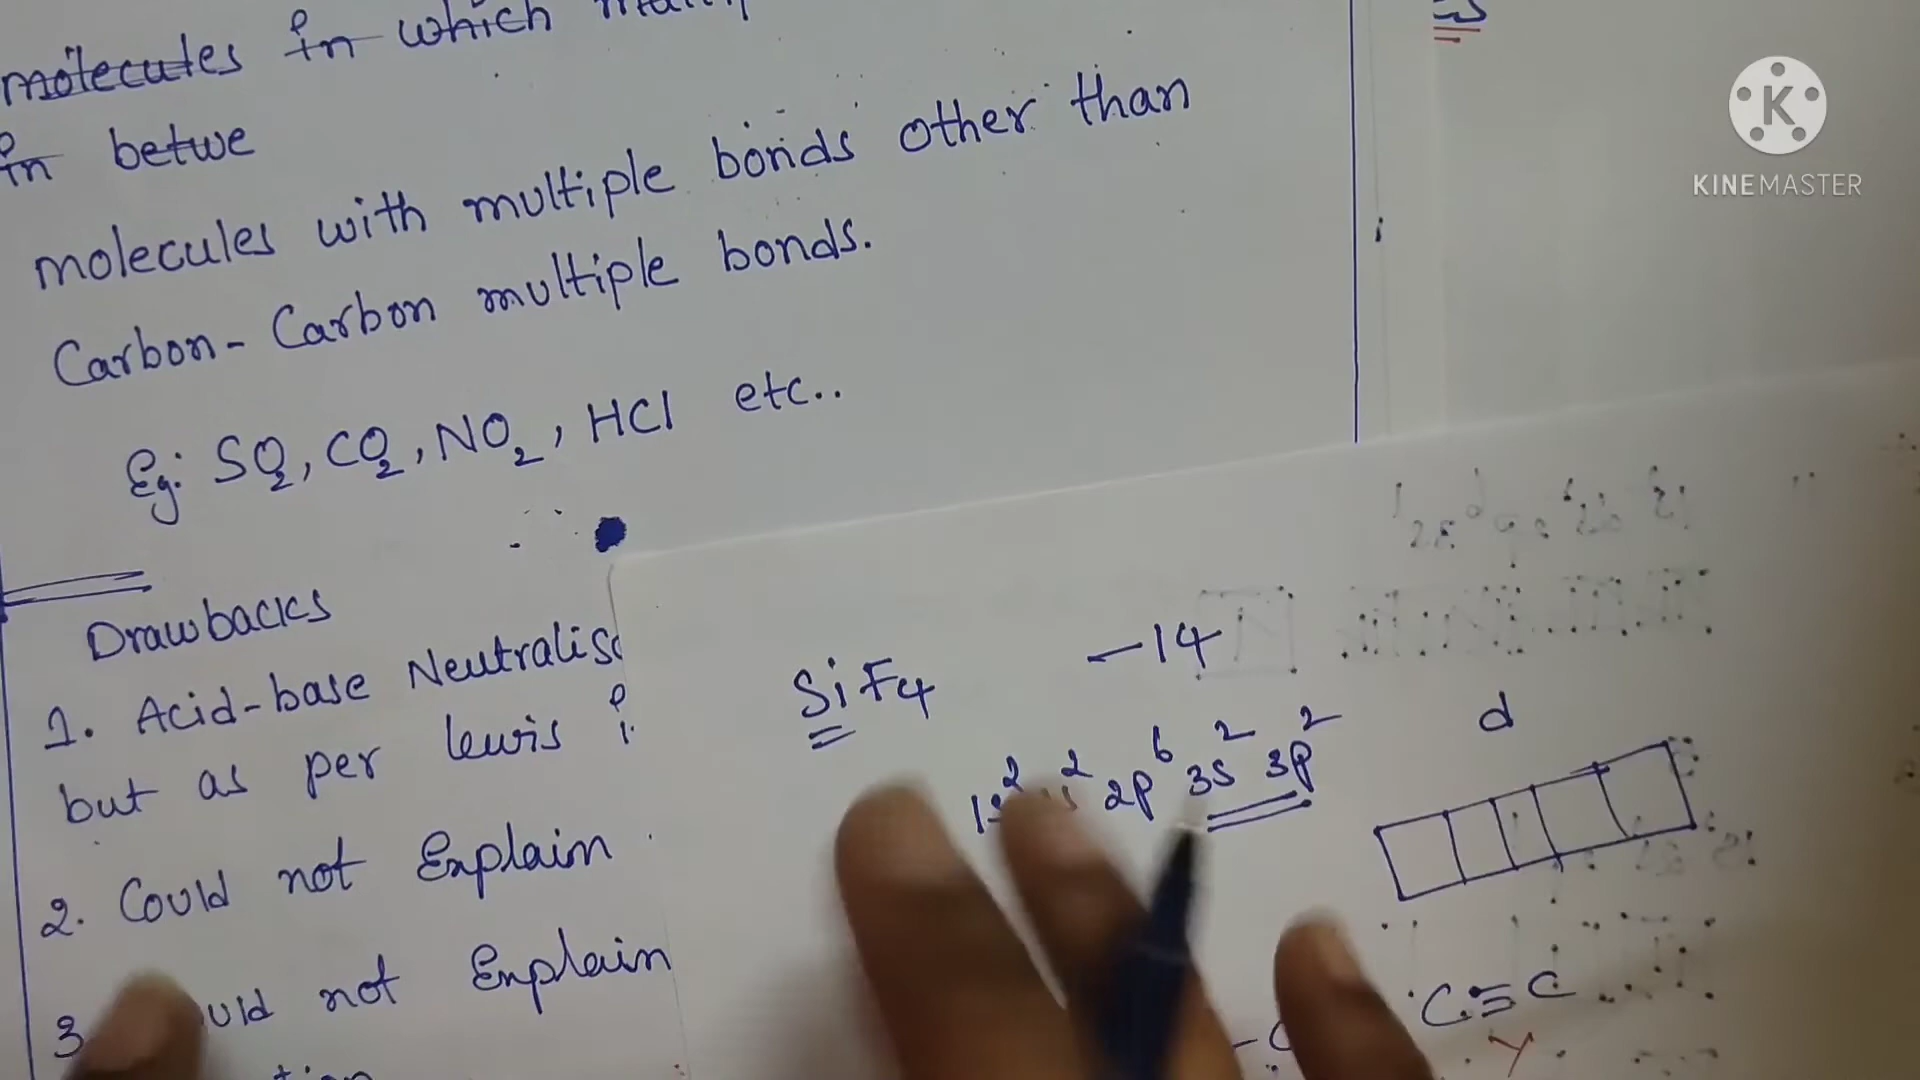 molecules in which
in betwe
molecules with multiple bonds other than
Carbon-Carbon multiple bonds.
Eg: SO₂, CO₂, NO₂, HCl etc..
Drawbacks
1. Acid-base Neutralis
but as per lewis
2. Could not Explain
3. uld not Explain
SiF₄ -14
2p⁶ 3s² 3p²
d
C≡C
K
KINEMASTER